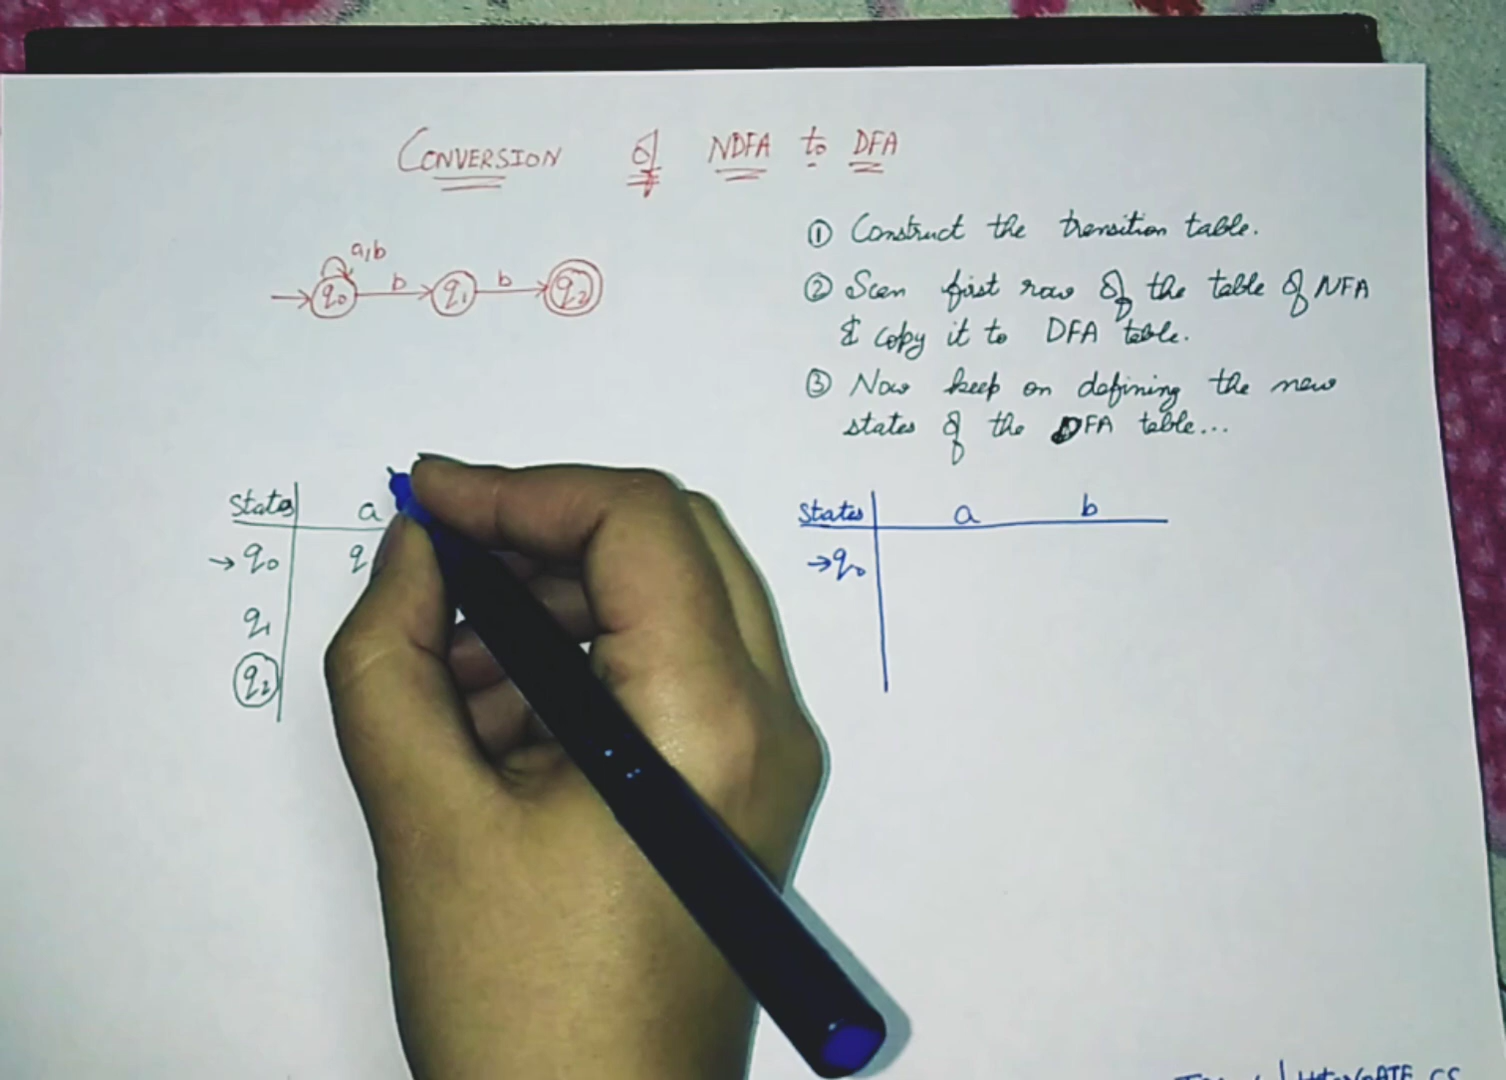 CONVERSION of NDFA to DFA
a,b
q0 b q1 b q2
① Construct the transition table.
② Scan first row of the table of NFA
& copy it to DFA table.
③ Now keep on defining the new
states of the DFA table...
States a
→q0 q
q1
q2
States a b
→q0